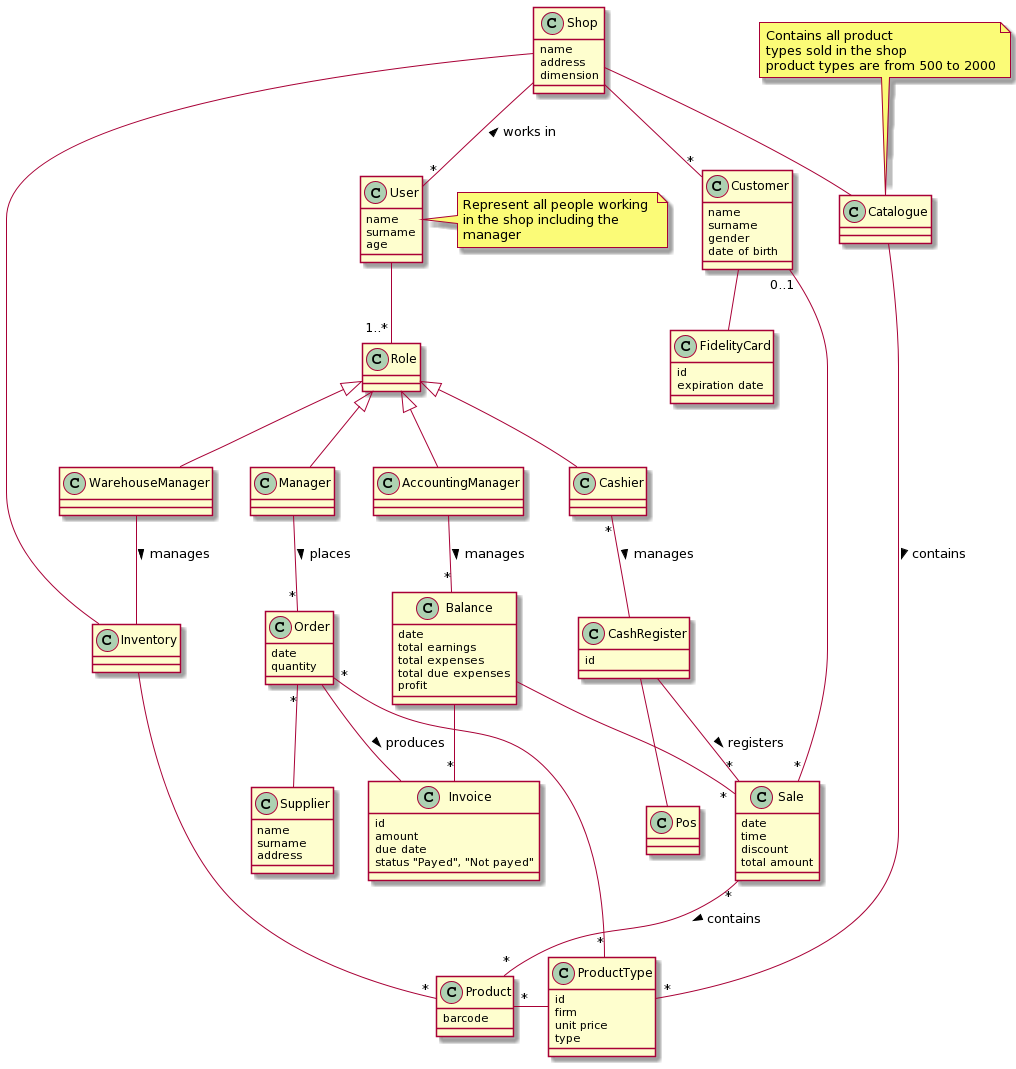 C Shop
name
address
dimension
Contains all product
types sold in the shop
product types are from 500 to 2000
works in
*
*
C User
name
surname
age
Represent all people working
in the shop including the
manager
C Customer
name
surname
gender
date of birth
C Catalogue
0..1
1..*
C Role
C FidelityCard
id
expiration date
C WarehouseManager
C Manager
C AccountingManager
C Cashier
*
manages
places
manages
manages
contains
*
*
C Inventory
C Order
date
quantity
C Balance
date
total earnings
total expenses
total due expenses
profit
C CashRegister
id
*
*
produces
registers
*
*
*
*
C Supplier
name
surname
address
C Invoice
id
amount
due date
status "Payed", "Not payed"
C Pos
C Sale
date
time
discount
total amount
*
contains
*
*
*
*
*
C Product
barcode
C ProductType
id
firm
unit price
type